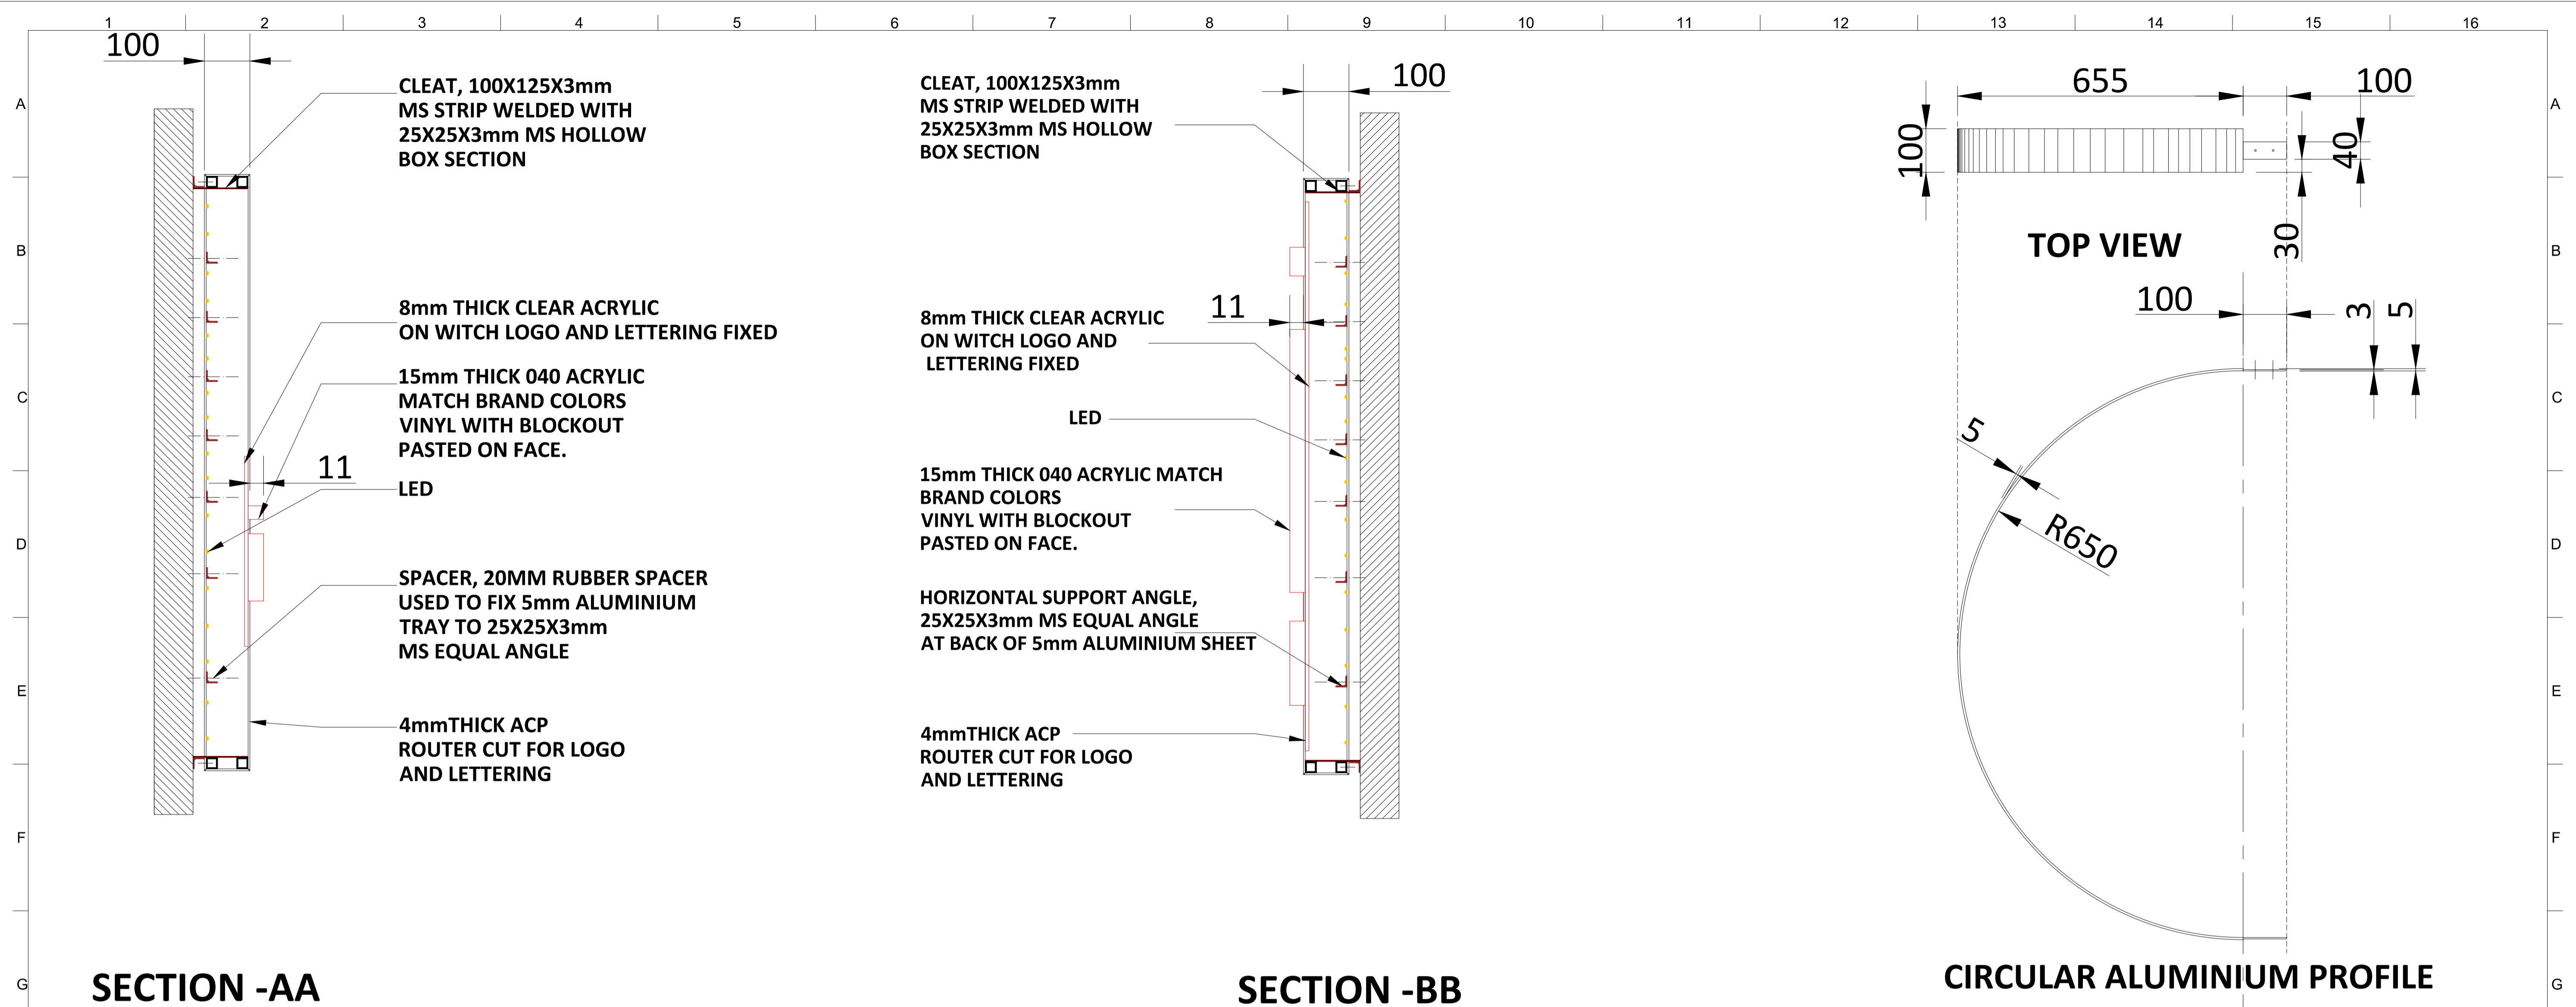 1 2 3 4 5 6 7 8 9 10 11 12 13 14 15 16
A
B
C
D
E
F
G
100
CLEAT, 100X125X3mm
MS STRIP WELDED WITH
25X25X3mm MS HOLLOW
BOX SECTION
8mm THICK CLEAR ACRYLIC
ON WITCH LOGO AND LETTERING FIXED
15mm THICK 040 ACRYLIC
MATCH BRAND COLORS
VINYL WITH BLOCKOUT
PASTED ON FACE.
11
LED
SPACER, 20MM RUBBER SPACER
USED TO FIX 5mm ALUMINIUM
TRAY TO 25X25X3mm
MS EQUAL ANGLE
4mmTHICK ACP
ROUTER CUT FOR LOGO
AND LETTERING
SECTION -AA
100
CLEAT, 100X125X3mm
MS STRIP WELDED WITH
25X25X3mm MS HOLLOW
BOX SECTION
11
8mm THICK CLEAR ACRYLIC
ON WITCH LOGO AND
LETTERING FIXED
LED
15mm THICK 040 ACRYLIC MATCH
BRAND COLORS
VINYL WITH BLOCKOUT
PASTED ON FACE.
HORIZONTAL SUPPORT ANGLE,
25X25X3mm MS EQUAL ANGLE
AT BACK OF 5mm ALUMINIUM SHEET
4mmTHICK ACP
ROUTER CUT FOR LOGO
AND LETTERING
SECTION -BB
655
100
100
40
30
TOP VIEW
100
3
5
5
R650
CIRCULAR ALUMINIUM PROFILE
A
B
C
D
E
F
G